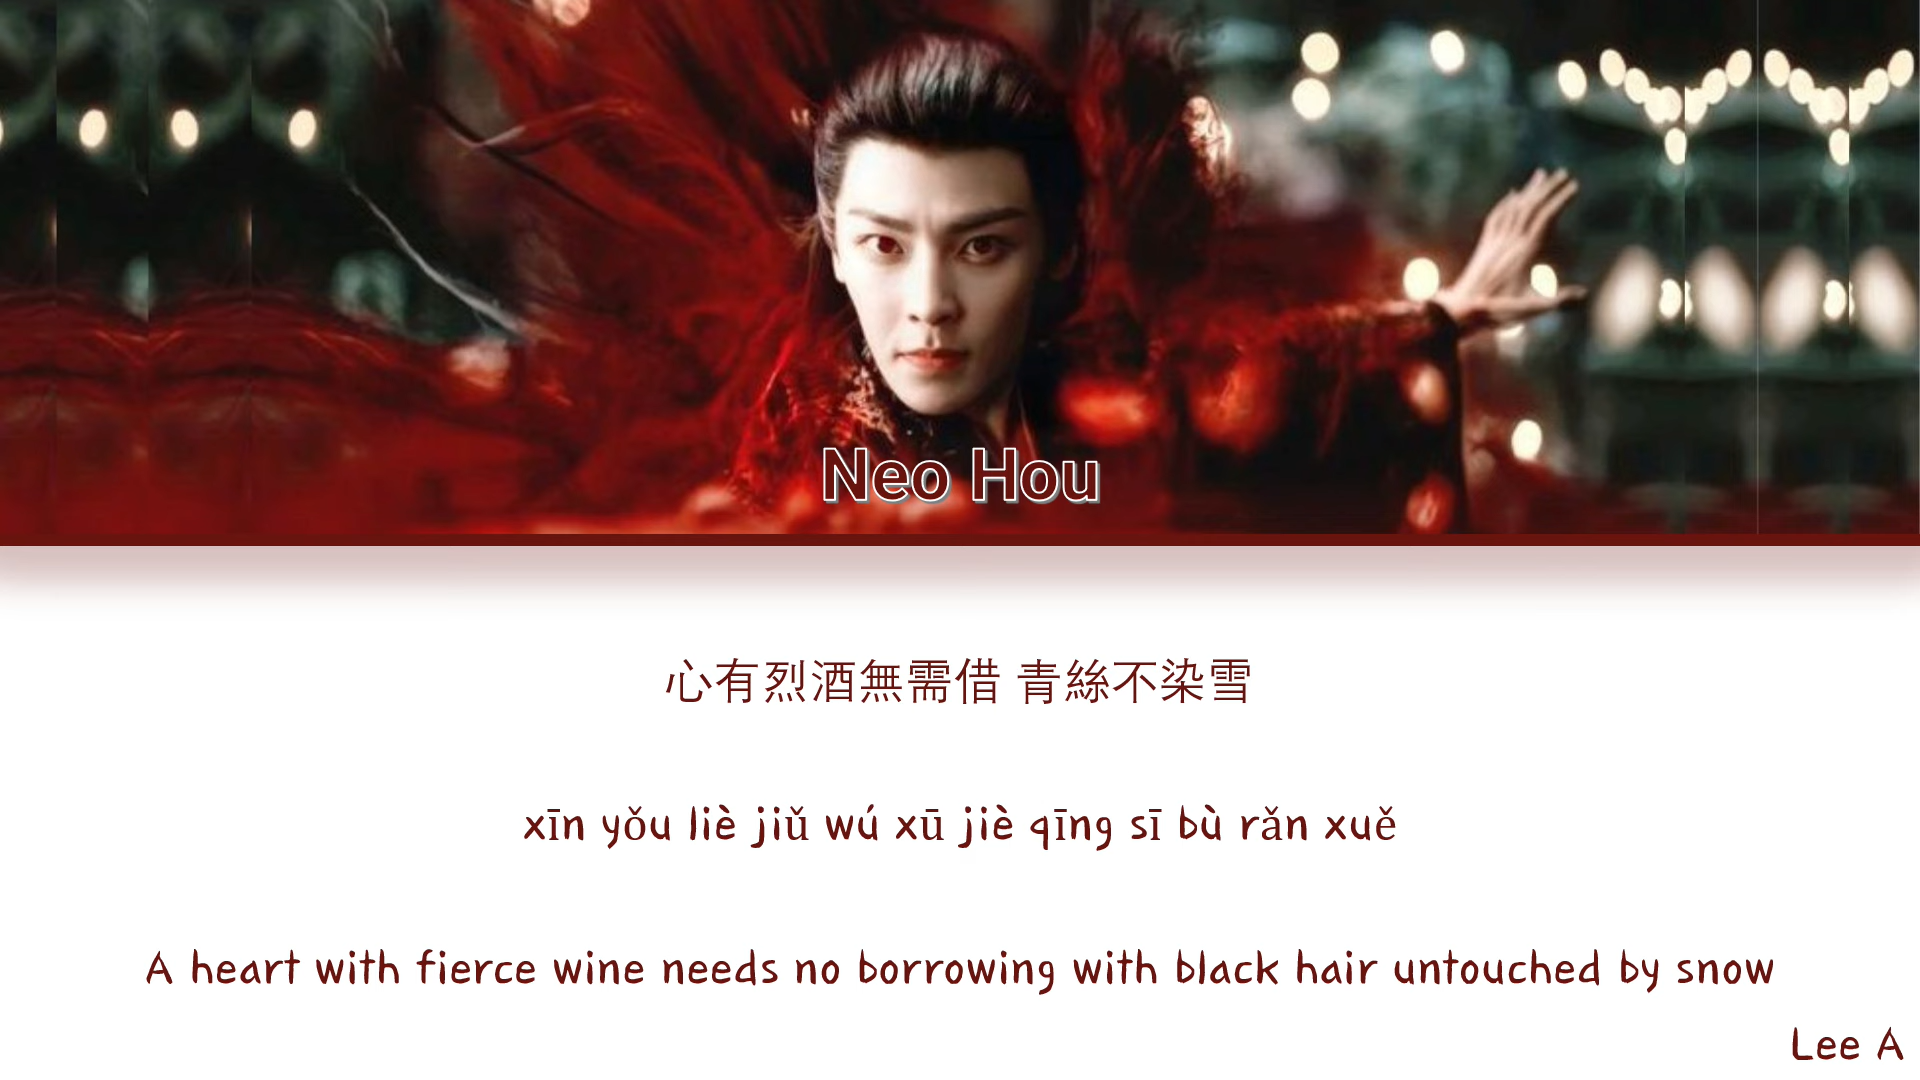 Neo Hou
心有烈酒無需借 青絲不染雪
xīn yǒu liè jiǔ wú xū jiè qīng sī bù rǎn xuě
A heart with fierce wine needs no borrowing with black hair untouched by snow
Lee A